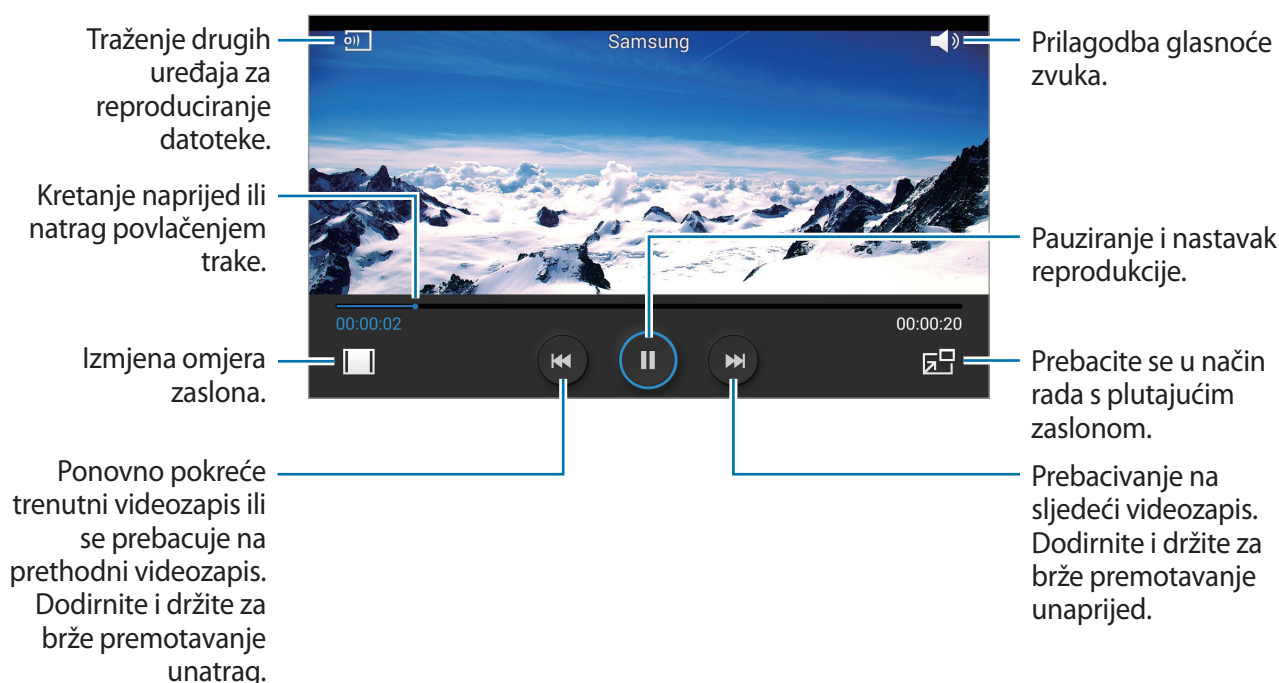 Traženje drugih
uređaja za
reproduciranje
datoteke.
Kretanje naprijed ili
natrag povlačenjem
trake.
Izmjena omjera
zaslona.
Ponovno pokreće
trenutni videozapis ili
se prebacuje na
prethodni videozapis.
Dodirnite i držite za
brže premotavanje
unatrag.
Samsung
00:00:02
00:00:20
Prilagodba glasnoće
zvuka.
Pauziranje i nastavak
reprodukcije.
Prebacite se u način
rada s plutajućim
zaslonom.
Prebacivanje na
sljedeći videozapis.
Dodirnite i držite za
brže premotavanje
unaprijed.